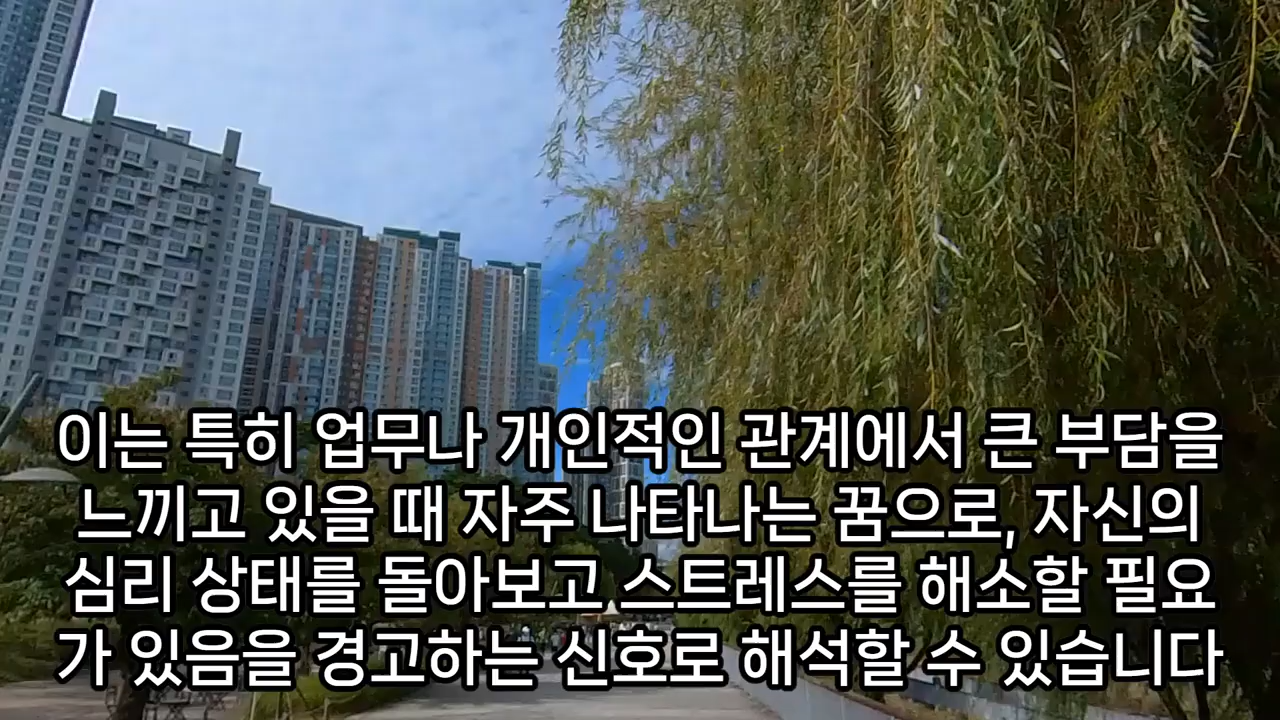 이는 특히 업무나 개인적인 관계에서 큰 부담을
느끼고 있을 때 자주 나타나는 꿈으로, 자신의
심리 상태를 돌아보고 스트레스를 해소할 필요
가 있음을 경고하는 신호로 해석할 수 있습니다